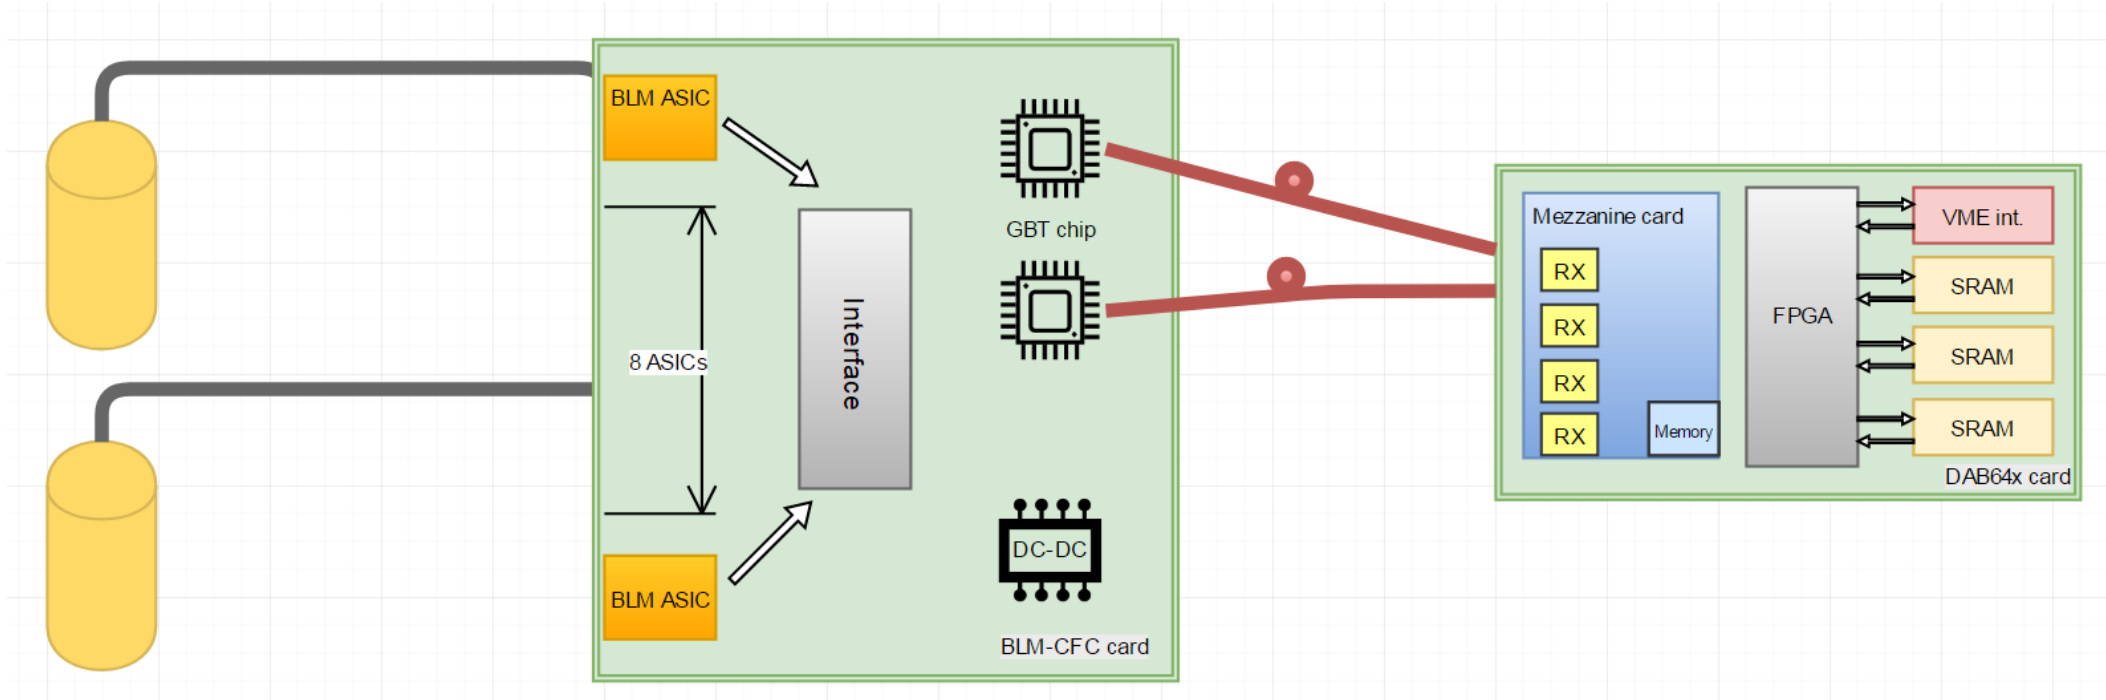 BLM ASIC
8 ASICs
BLM ASIC
Interface
GBT chip
DC-DC
BLM-CFC card
Mezzanine card
RX
RX
RX
RX
Memory
FPGA
VME int.
SRAM
SRAM
SRAM
DAB64x card